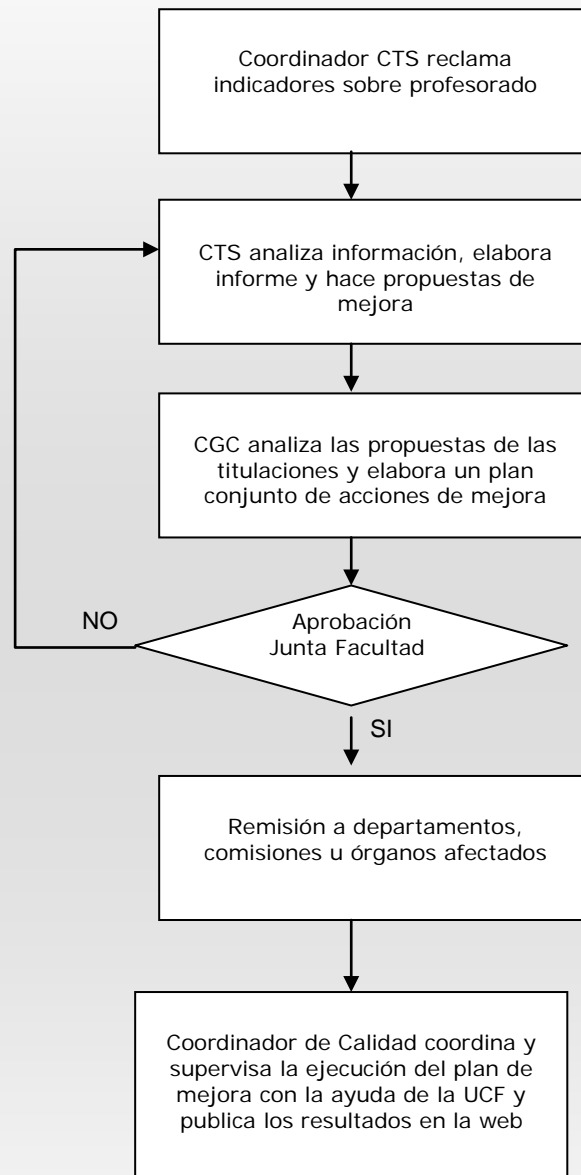 Coordinador CTS reclama
indicadores sobre profesorado
CTS analiza información, elabora
informe y hace propuestas de
mejora
CGC analiza las propuestas de las
titulaciones y elabora un plan
conjunto de acciones de mejora
Aprobación
Junta Facultad
NO
SI
Remisión a departamentos,
comisiones u órganos afectados
Coordinador de Calidad coordina y
supervisa la ejecución del plan de
mejora con la ayuda de la UCF y
publica los resultados en la web